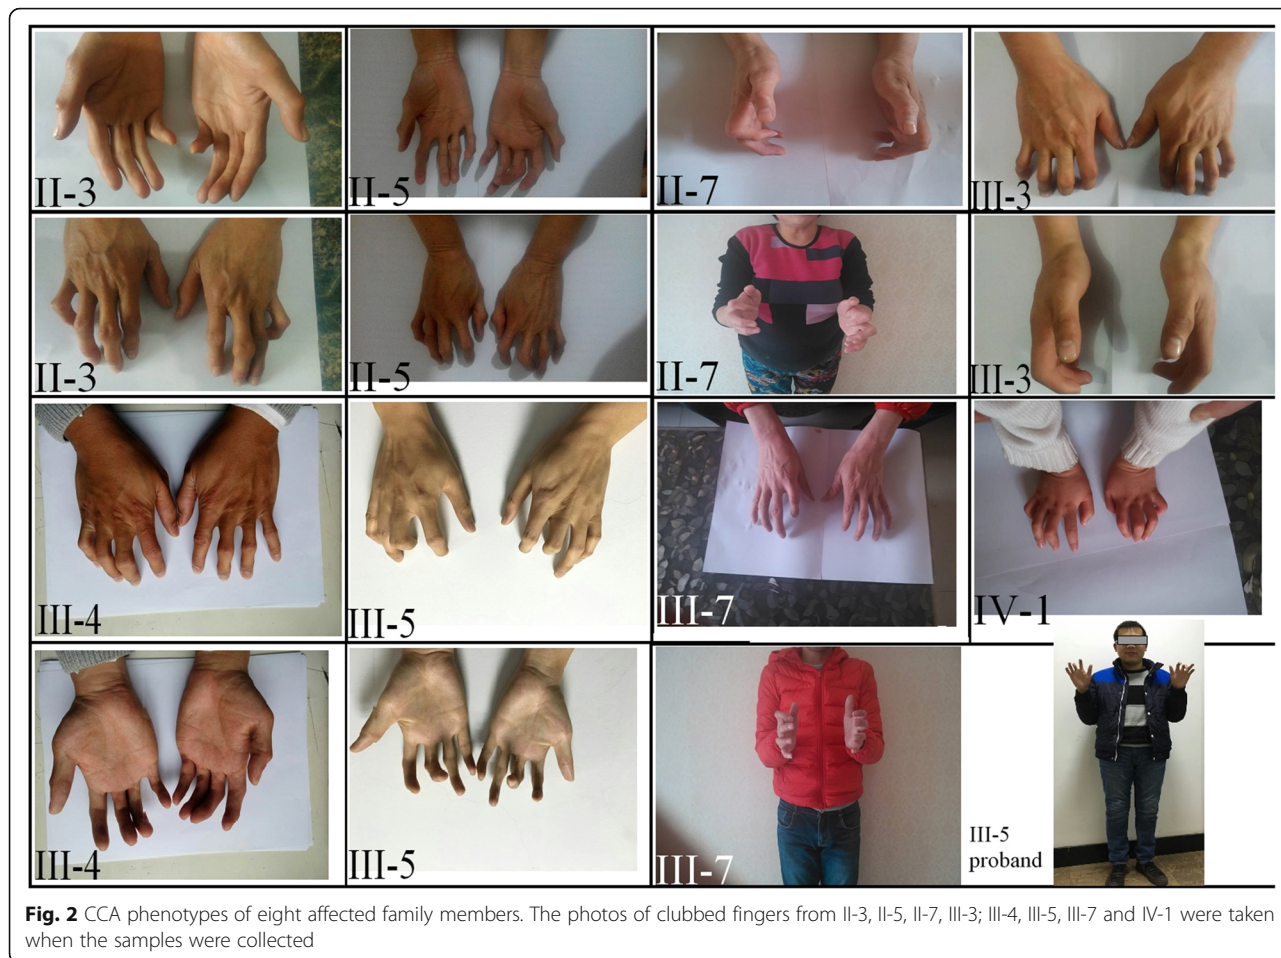 II-3
II-5
II-7
III-3
II-3
II-5
II-7
III-3
III-4
III-5
III-7
IV-1
III-4
III-5
III-7
III-5
proband
Fig. 2 CCA phenotypes of eight affected family members. The photos of clubbed fingers from II-3, II-5, II-7, III-3; III-4, III-5, III-7 and IV-1 were taken
when the samples were collected